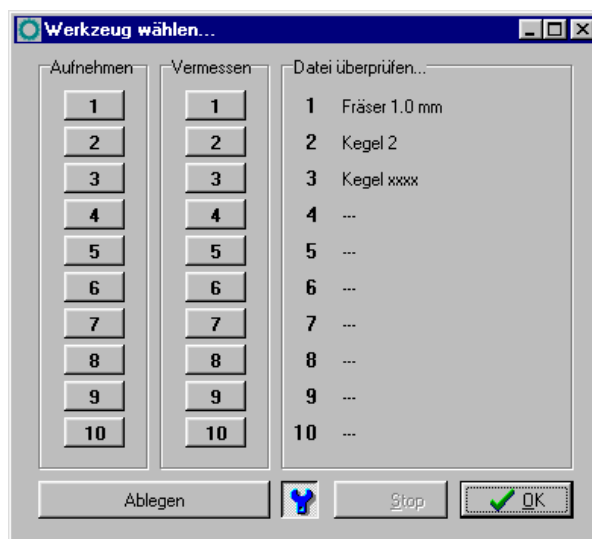 Werkzeug wählen...
Aufnehmen Vermessen Datei überprüfen...
1 1 1 Fräser 1.0 mm
2 2 2 Kegel 2
3 3 3 Kegel xxxx
4 4 4 ---
5 5 5 ---
6 6 6 ---
7 7 7 ---
8 8 8 ---
9 9 9 ---
10 10 10 ---
Ablegen Stop OK